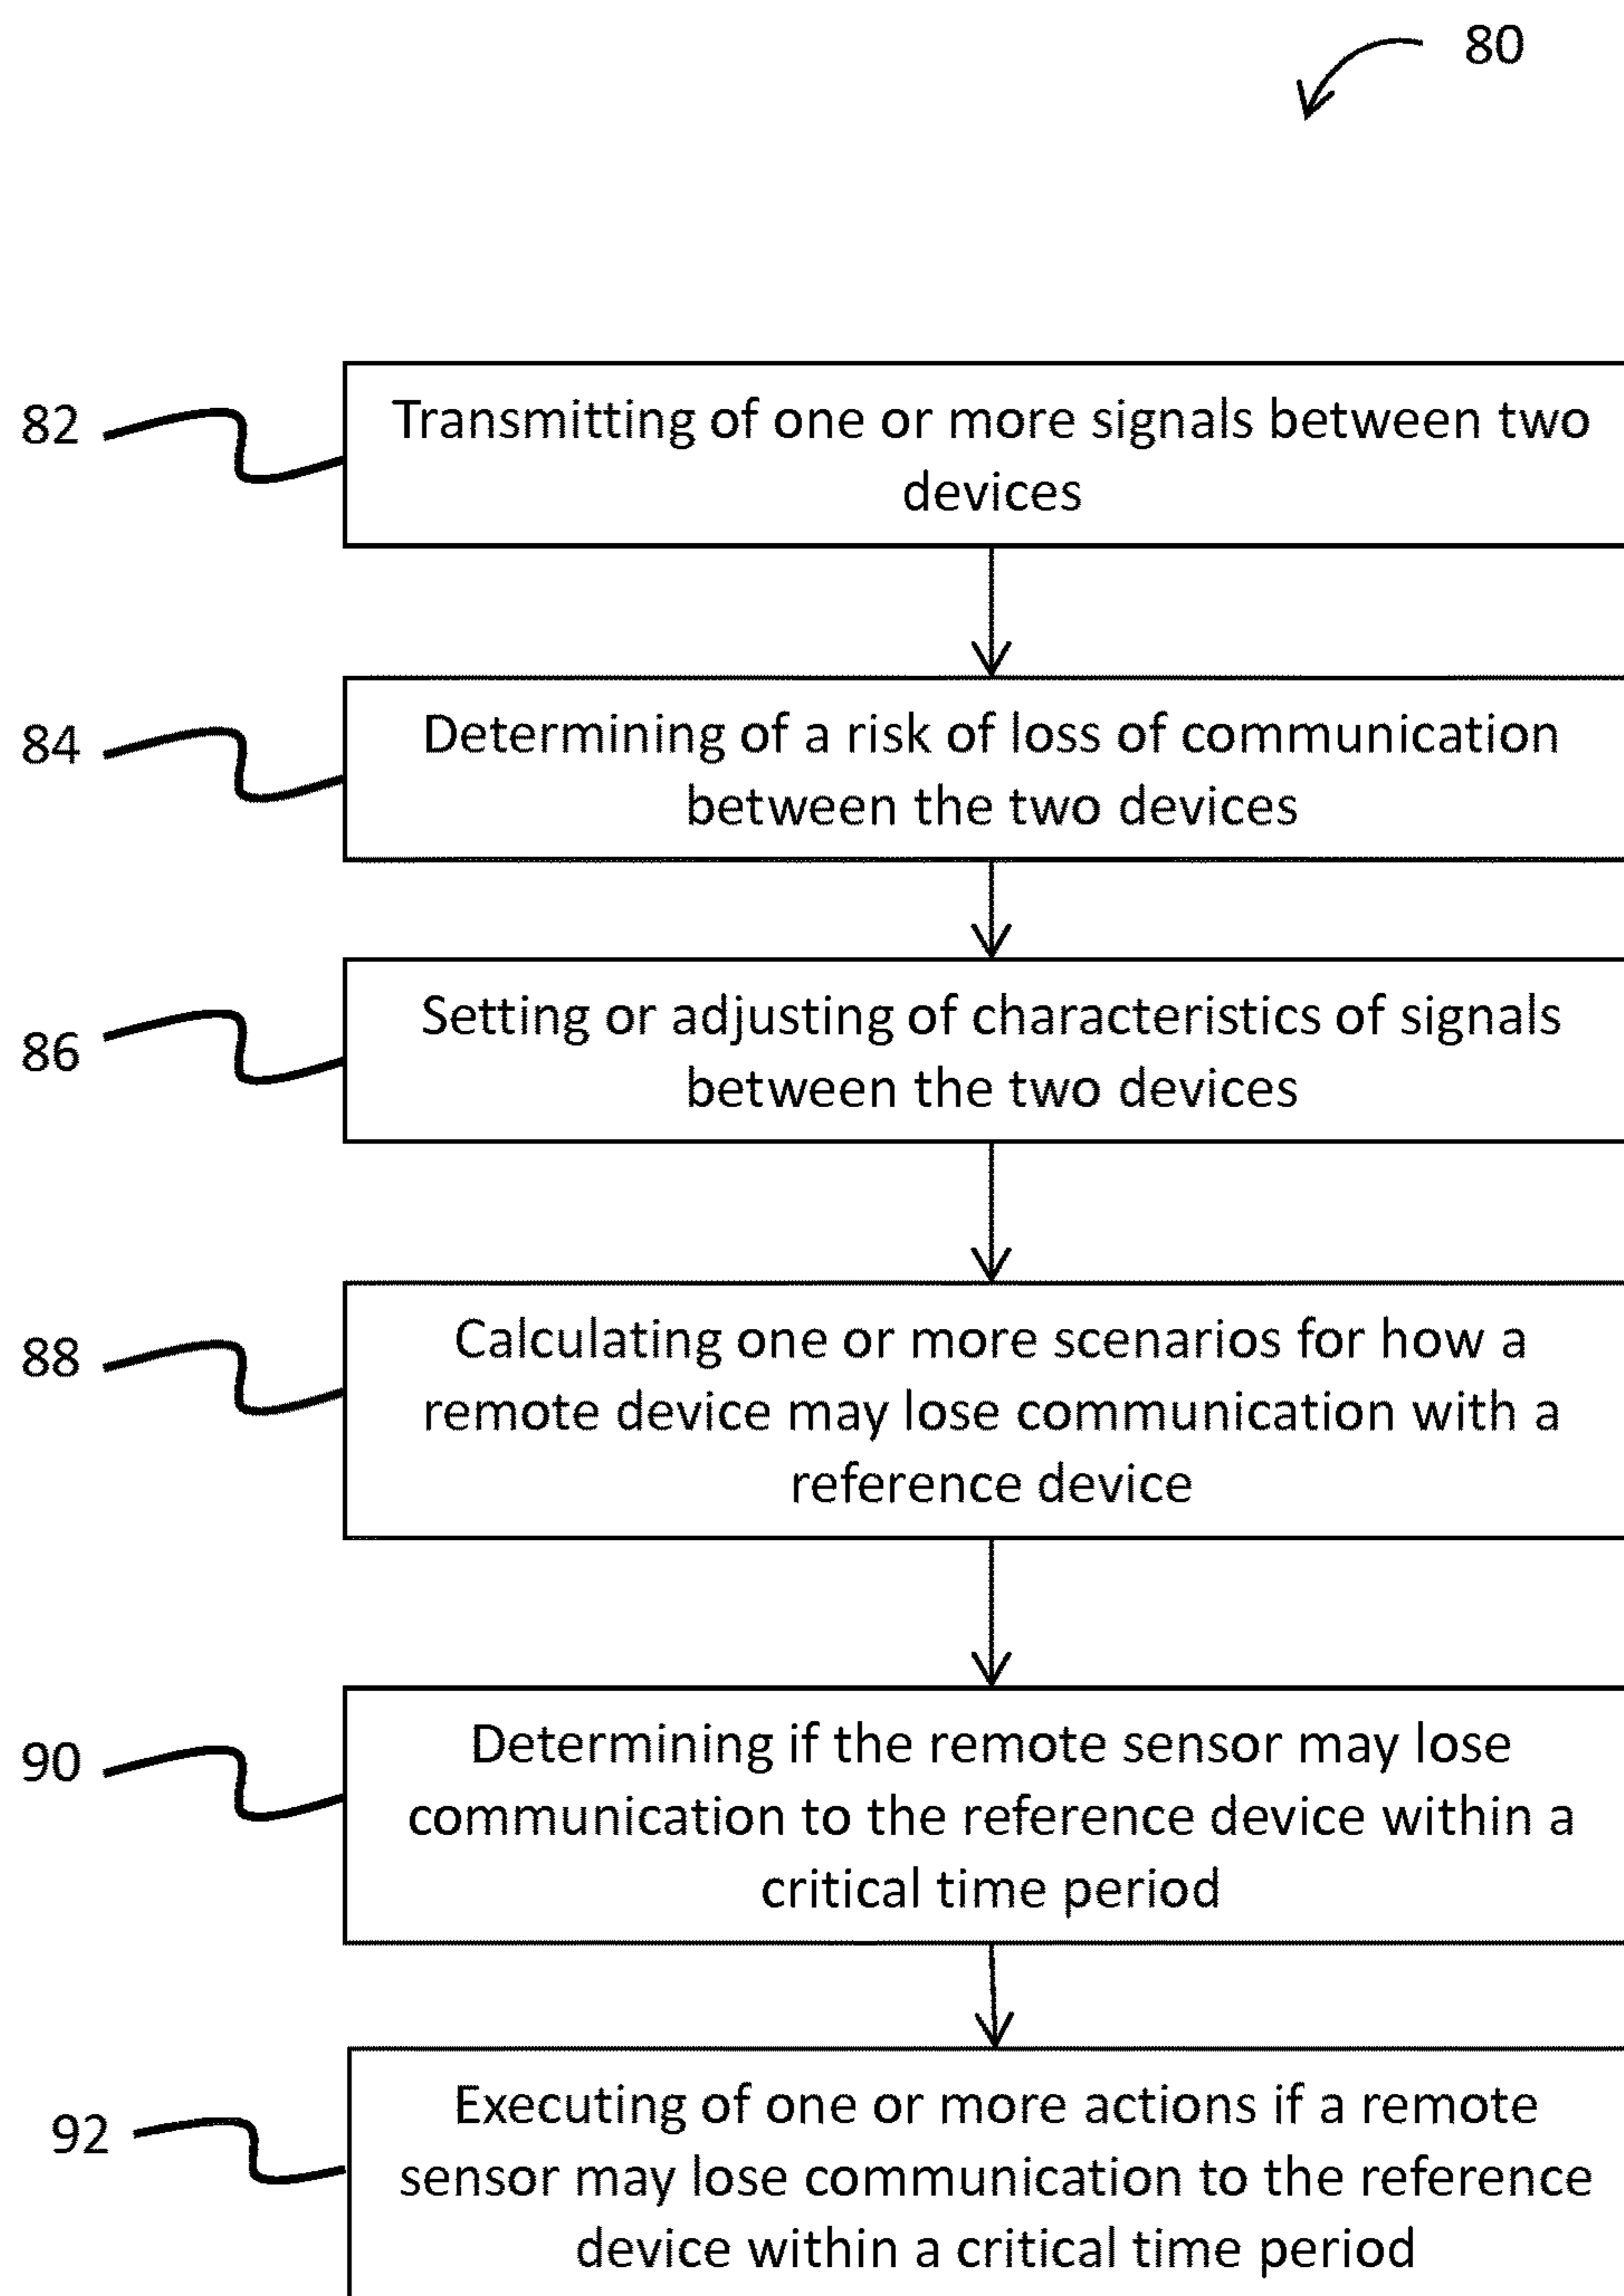 80
82
Transmitting of one or more signals between two
devices
84
Determining of a risk of loss of communication
between the two devices
86
Setting or adjusting of characteristics of signals
between the two devices
88
Calculating one or more scenarios for how a
remote device may lose communication with a
reference device
90
Determining if the remote sensor may lose
communication to the reference device within a
critical time period
92
Executing of one or more actions if a remote
sensor may lose communication to the reference
device within a critical time period